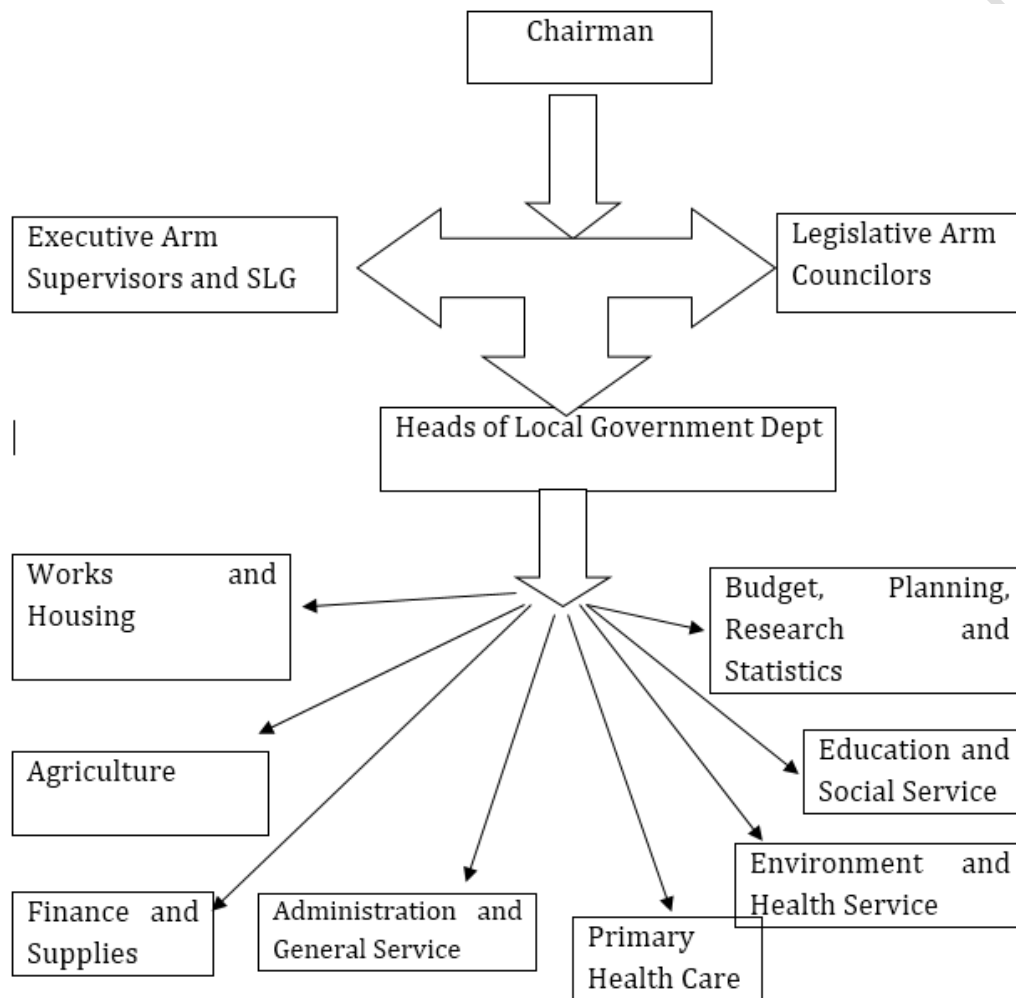 Chairman
Executive Arm
Supervisors and SLG
Legislative Arm
Councilors
Heads of Local Government Dept
Works and
Housing
Budget, Planning,
Research and
Statistics
Agriculture
Education and
Social Service
Finance and
Supplies
Administration and
General Service
Primary
Health Care
Environment and
Health Service